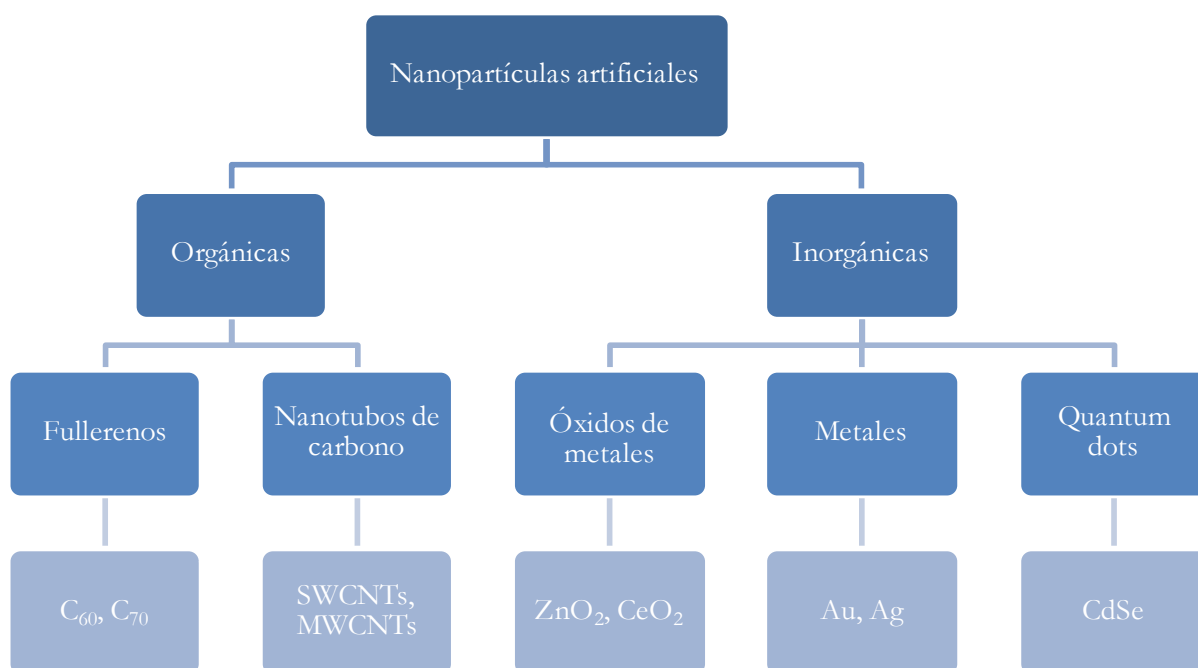 Nanopartículas artificiales
Orgánicas
Inorgánicas
Fullerenos
Nanotubos de
carbono
Óxidos de
metales
Metales
Quantum
dots
C₆₀, C₇₀
SWCNTs,
MWCNTs
ZnO₂, CeO₂
Au, Ag
CdSe